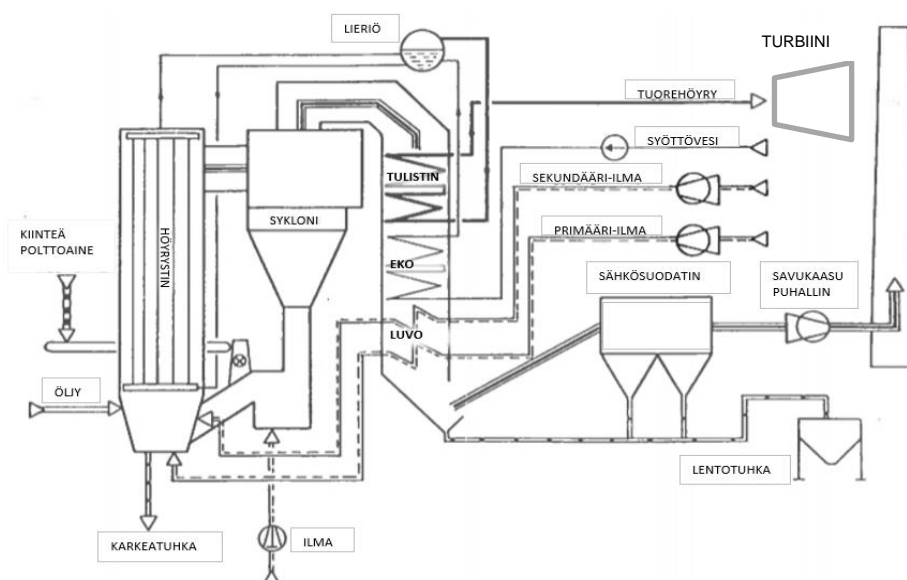 LIERIÖ
TURBIINI
TUOREHÖYRY
SYÖTTÖVESI
TULISTIN
SEKUNDÄÄRI-ILMA
SYKLONI
KIINTEÄ
POLTTOAINE
HÖYRYSTIN
PRIMÄÄRI-ILMA
EKO
SÄHKÖSUODATIN
SAVUKAASU
PUHALLIN
LUVO
ÖLJY
LENTOTUHKA
KARKEATUHKA
ILMA